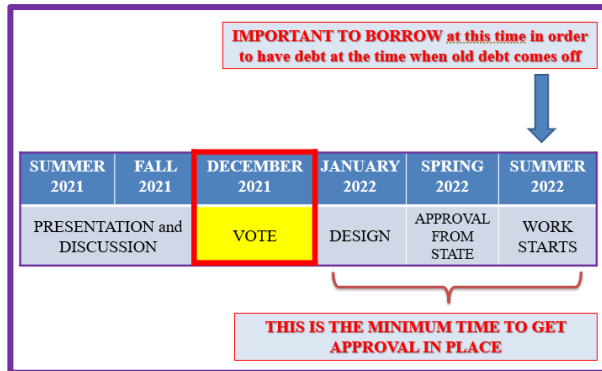 IMPORTANT TO BORROW at this time in order
to have debt at the time when old debt comes off
SUMMER
2021
FALL
2021
DECEMBER
2021
JANUARY
2022
SPRING
2022
SUMMER
2022
PRESENTATION and
DISCUSSION
VOTE
DESIGN
APPROVAL
FROM
STATE
WORK
STARTS
THIS IS THE MINIMUM TIME TO GET
APPROVAL IN PLACE